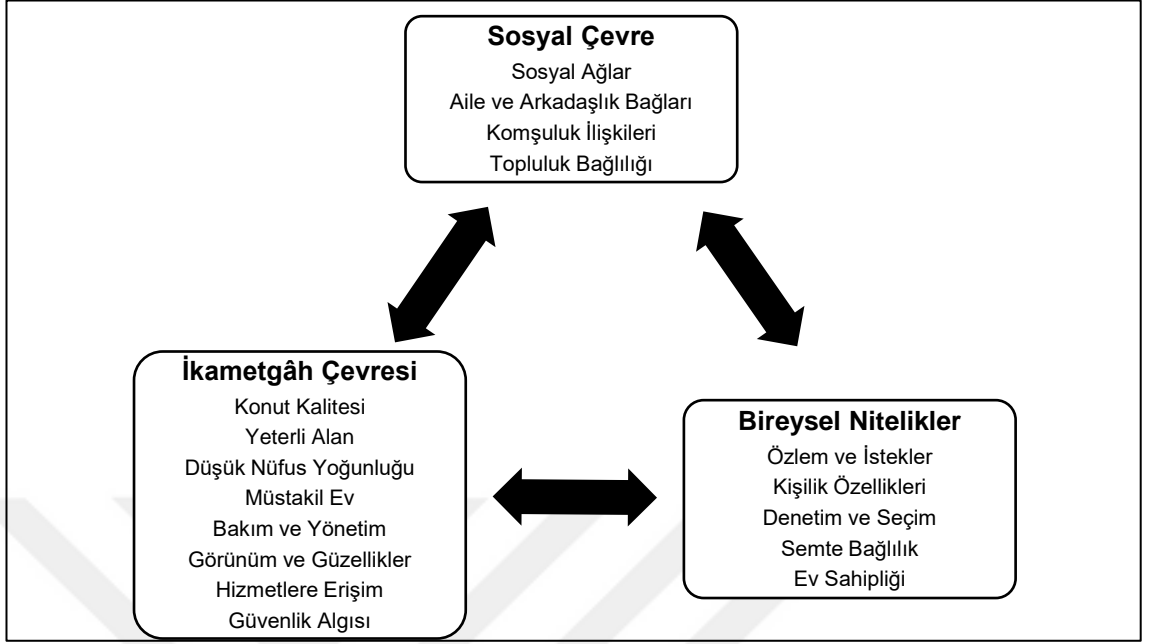 Sosyal Çevre
Sosyal Ağlar
Aile ve Arkadaşlık Bağları
Komşuluk İlişkileri
Topluluk Bağlılığı
İkametgâh Çevresi
Konut Kalitesi
Yeterli Alan
Düşük Nüfus Yoğunluğu
Müstakil Ev
Bakım ve Yönetim
Görünüm ve Güzellikler
Hizmetlere Erişim
Güvenlik Algısı
Bireysel Nitelikler
Özlem ve İstekler
Kişilik Özellikleri
Denetim ve Seçim
Semte Bağlılık
Ev Sahipliği